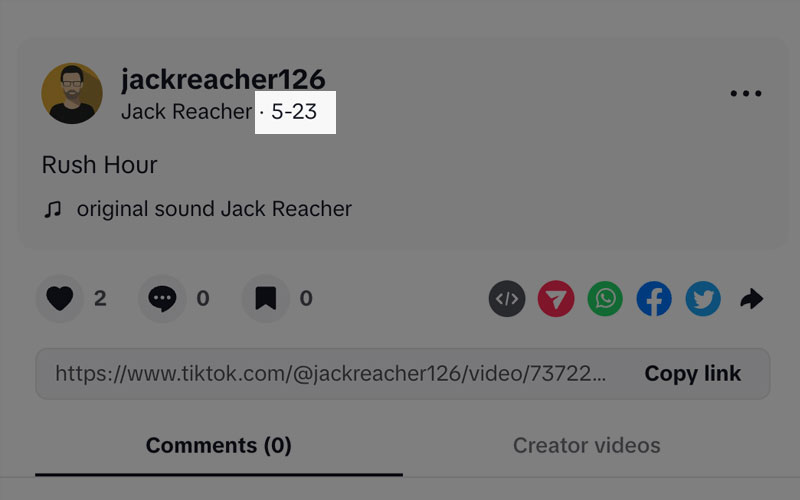 jackreacher126
Jack Reacher · 5-23
Rush Hour
original sound Jack Reacher
2 0 0
https://www.tiktok.com/@jackreacher126/video/73722... Copy link
Comments (0) Creator videos